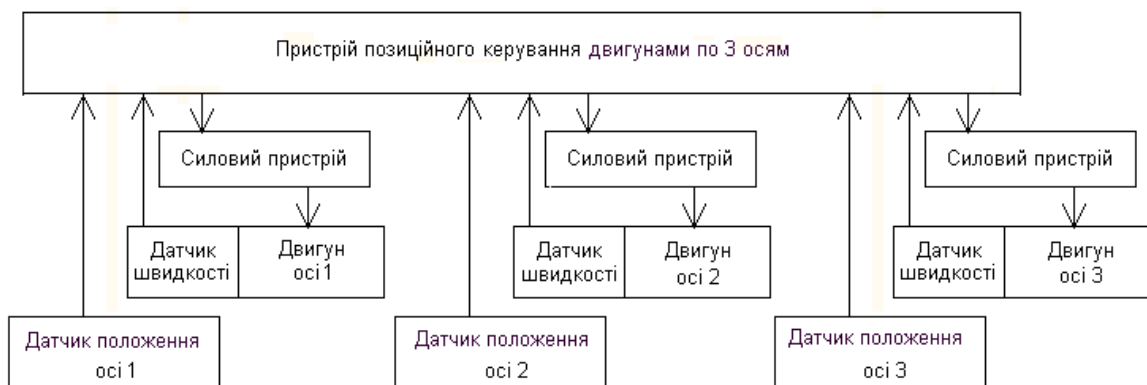 Пристрій позиційного керування двигунами по 3 осям
Силовий пристрій
Силовий пристрій
Силовий пристрій
Датчик
швидкості
Двигун
осі 1
Датчик
швидкості
Двигун
осі 2
Датчик
швидкості
Двигун
осі 3
Датчик положення
осі 1
Датчик положення
осі 2
Датчик положення
осі 3